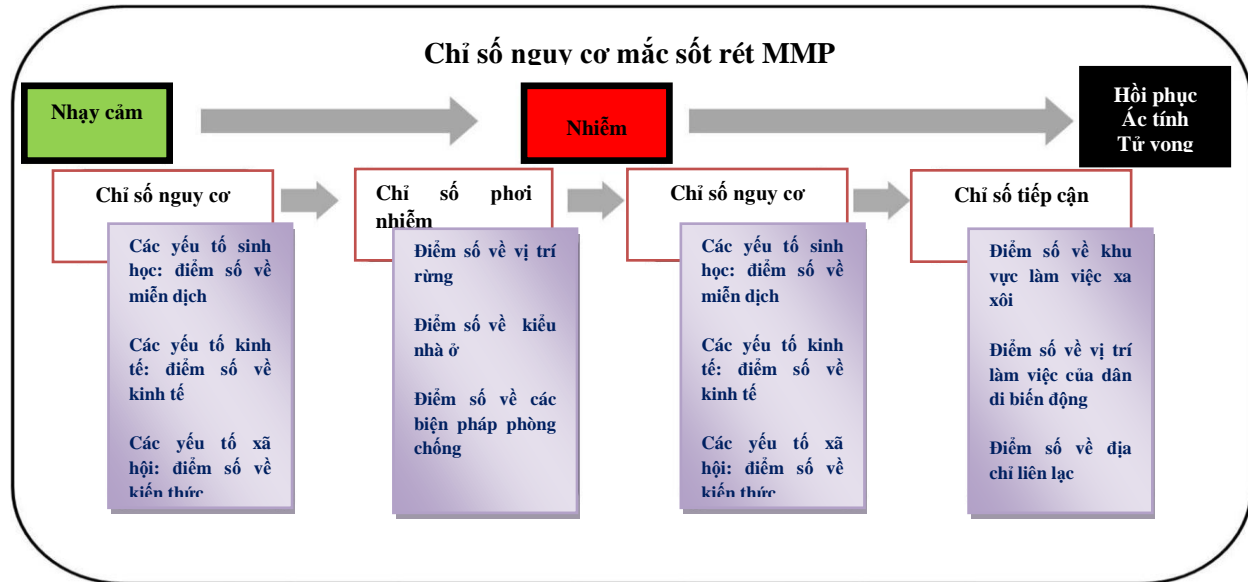 Chỉ số nguy cơ mắc sốt rét MMP
Nhạy cảm
Nhiễm
Hồi phục
Ác tính
Tử vong
Chỉ số nguy cơ
Các yếu tố sinh
học: điểm số về
miễn dịch
Các yếu tố kinh
tế: điểm số về
kinh tế
Các yếu tố xã
hội: điểm số về
kiến thức
Chỉ số phơi
nhiễm
Điểm số về vị trí
rừng
Điểm số về kiểu
nhà ở
Điểm số về các
biện pháp phòng
chống
Chỉ số nguy cơ
Các yếu tố sinh
học: điểm số về
miễn dịch
Các yếu tố kinh
tế: điểm số về
kinh tế
Các yếu tố xã
hội: điểm số về
kiến thức
Chỉ số tiếp cận
Điểm số về khu
vực làm việc xa
xôi
Điểm số về vị trí
làm việc của dân
di biến động
Điểm số về địa
chỉ liên lạc